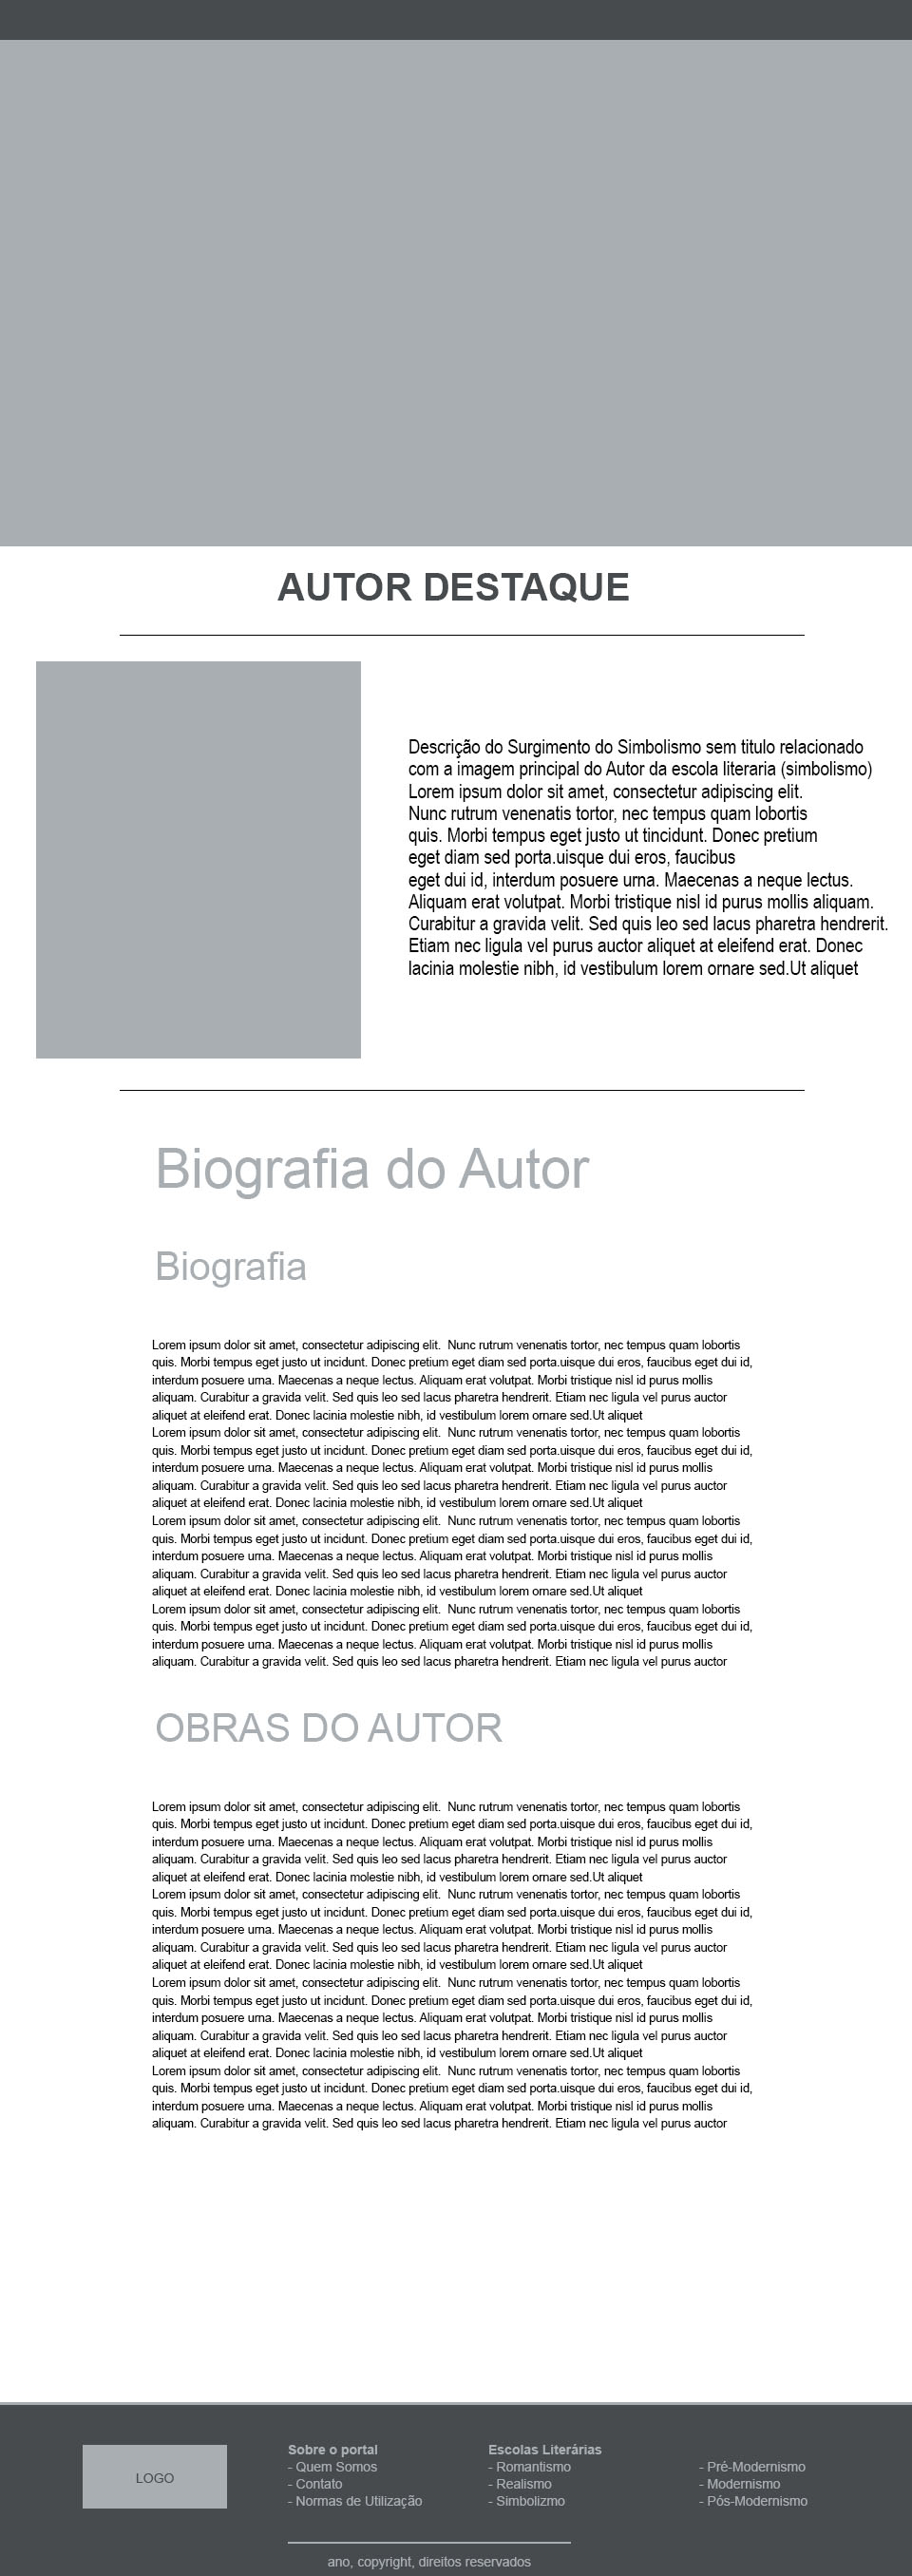 AUTOR DESTAQUE
Descrição do Surgimento do Simbolismo sem titulo relacionado
com a imagem principal do Autor da escola literaria (simbolismo)
Lorem ipsum dolor sit amet, consectetur adipiscing elit.
Nunc rutrum venenatis tortor, nec tempus quam lobortis
quis. Morbi tempus eget justo ut tincidunt. Donec pretium
eget diam sed porta.uisque dui eros, faucibus
eget dui id, interdum posuere urna. Maecenas a neque lectus.
Aliquam erat volutpat. Morbi tristique nisl id purus mollis aliquam.
Curabitur a gravida velit. Sed quis leo sed lacus pharetra hendrerit.
Etiam nec ligula vel purus auctor aliquet at eleifend erat. Donec
lacinia molestie nibh, id vestibulum lorem ornare sed.Ut aliquet
Biografia do Autor
Biografia
Lorem ipsum dolor sit amet, consectetur adipiscing elit.  Nunc rutrum venenatis tortor, nec tempus quam lobortis
quis. Morbi tempus eget justo ut incidunt. Donec pretium eget diam sed porta.uisque dui eros, faucibus eget dui id,
interdum posuere urna. Maecenas a neque lectus. Aliquam erat volutpat. Morbi tristique nisl id purus mollis
aliquam. Curabitur a gravida velit. Sed quis leo sed lacus pharetra hendrerit. Etiam nec ligula vel purus auctor
aliquet at eleifend erat. Donec lacinia molestie nibh, id vestibulum lorem ornare sed.Ut aliquet
Lorem ipsum dolor sit amet, consectetur adipiscing elit.  Nunc rutrum venenatis tortor, nec tempus quam lobortis
quis. Morbi tempus eget justo ut incidunt. Donec pretium eget diam sed porta.uisque dui eros, faucibus eget dui id,
interdum posuere urna. Maecenas a neque lectus. Aliquam erat volutpat. Morbi tristique nisl id purus mollis
aliquam. Curabitur a gravida velit. Sed quis leo sed lacus pharetra hendrerit. Etiam nec ligula vel purus auctor
aliquet at eleifend erat. Donec lacinia molestie nibh, id vestibulum lorem ornare sed.Ut aliquet
Lorem ipsum dolor sit amet, consectetur adipiscing elit.  Nunc rutrum venenatis tortor, nec tempus quam lobortis
quis. Morbi tempus eget justo ut incidunt. Donec pretium eget diam sed porta.uisque dui eros, faucibus eget dui id,
interdum posuere urna. Maecenas a neque lectus. Aliquam erat volutpat. Morbi tristique nisl id purus mollis
aliquam. Curabitur a gravida velit. Sed quis leo sed lacus pharetra hendrerit. Etiam nec ligula vel purus auctor
aliquet at eleifend erat. Donec lacinia molestie nibh, id vestibulum lorem ornare sed.Ut aliquet
Lorem ipsum dolor sit amet, consectetur adipiscing elit.  Nunc rutrum venenatis tortor, nec tempus quam lobortis
quis. Morbi tempus eget justo ut incidunt. Donec pretium eget diam sed porta.uisque dui eros, faucibus eget dui id,
interdum posuere urna. Maecenas a neque lectus. Aliquam erat volutpat. Morbi tristique nisl id purus mollis
aliquam. Curabitur a gravida velit. Sed quis leo sed lacus pharetra hendrerit. Etiam nec ligula vel purus auctor
OBRAS DO AUTOR
Lorem ipsum dolor sit amet, consectetur adipiscing elit.  Nunc rutrum venenatis tortor, nec tempus quam lobortis
quis. Morbi tempus eget justo ut incidunt. Donec pretium eget diam sed porta.uisque dui eros, faucibus eget dui id,
interdum posuere urna. Maecenas a neque lectus. Aliquam erat volutpat. Morbi tristique nisl id purus mollis
aliquam. Curabitur a gravida velit. Sed quis leo sed lacus pharetra hendrerit. Etiam nec ligula vel purus auctor
aliquet at eleifend erat. Donec lacinia molestie nibh, id vestibulum lorem ornare sed.Ut aliquet
Lorem ipsum dolor sit amet, consectetur adipiscing elit.  Nunc rutrum venenatis tortor, nec tempus quam lobortis
quis. Morbi tempus eget justo ut incidunt. Donec pretium eget diam sed porta.uisque dui eros, faucibus eget dui id,
interdum posuere urna. Maecenas a neque lectus. Aliquam erat volutpat. Morbi tristique nisl id purus mollis
aliquam. Curabitur a gravida velit. Sed quis leo sed lacus pharetra hendrerit. Etiam nec ligula vel purus auctor
aliquet at eleifend erat. Donec lacinia molestie nibh, id vestibulum lorem ornare sed.Ut aliquet
Lorem ipsum dolor sit amet, consectetur adipiscing elit.  Nunc rutrum venenatis tortor, nec tempus quam lobortis
quis. Morbi tempus eget justo ut incidunt. Donec pretium eget diam sed porta.uisque dui eros, faucibus eget dui id,
interdum posuere urna. Maecenas a neque lectus. Aliquam erat volutpat. Morbi tristique nisl id purus mollis
aliquam. Curabitur a gravida velit. Sed quis leo sed lacus pharetra hendrerit. Etiam nec ligula vel purus auctor
aliquet at eleifend erat. Donec lacinia molestie nibh, id vestibulum lorem ornare sed.Ut aliquet
Lorem ipsum dolor sit amet, consectetur adipiscing elit.  Nunc rutrum venenatis tortor, nec tempus quam lobortis
quis. Morbi tempus eget justo ut incidunt. Donec pretium eget diam sed porta.uisque dui eros, faucibus eget dui id,
interdum posuere urna. Maecenas a neque lectus. Aliquam erat volutpat. Morbi tristique nisl id purus mollis
aliquam. Curabitur a gravida velit. Sed quis leo sed lacus pharetra hendrerit. Etiam nec ligula vel purus auctor
LOGO
Sobre o portal
- Quem Somos
- Contato
- Normas de Utilização
Escolas Literárias
- Romantismo
- Realismo
- Simbolizmo
- Pré-Modernismo
- Modernismo
- Pós-Modernismo
ano, copyright, direitos reservados